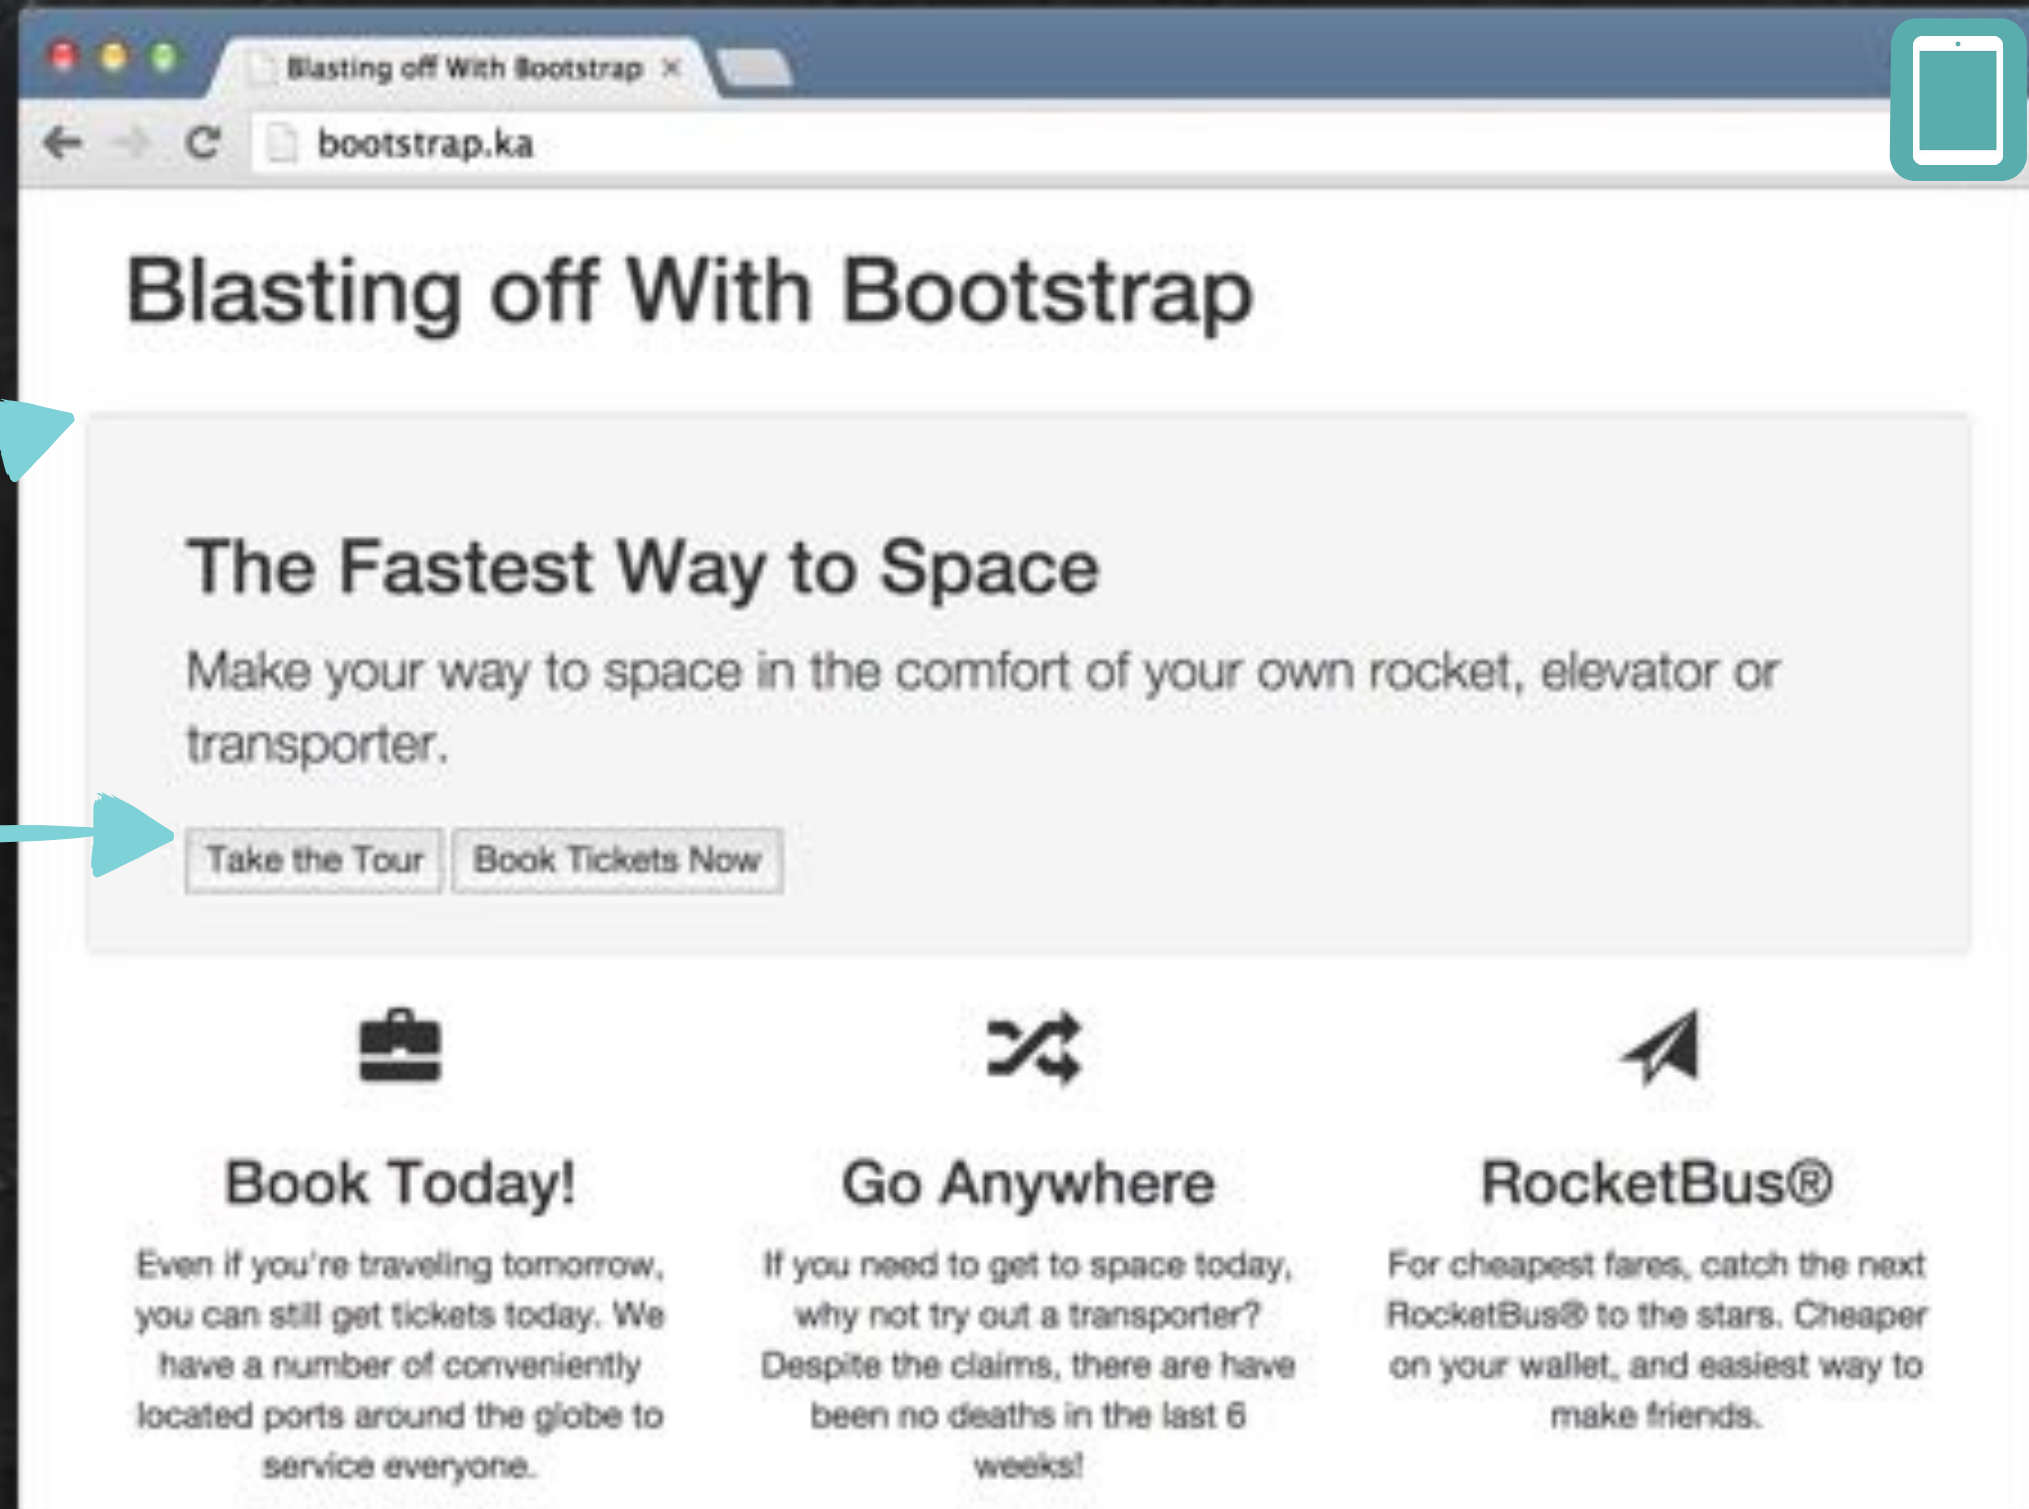 Blasting off With Bootstrap ×
bootstrap.ka
Blasting off With Bootstrap
The Fastest Way to Space
Make your way to space in the comfort of your own rocket, elevator or
transporter.
Take the Tour Book Tickets Now
Book Today!
Even if you're traveling tomorrow,
you can still get tickets today. We
have a number of conveniently
located ports around the globe to
service everyone.
Go Anywhere
If you need to get to space today,
why not try out a transporter?
Despite the claims, there are have
been no deaths in the last 6
weeks!
RocketBus®
For cheapest fares, catch the next
RocketBus® to the stars. Cheaper
on your wallet, and easiest way to
make friends.